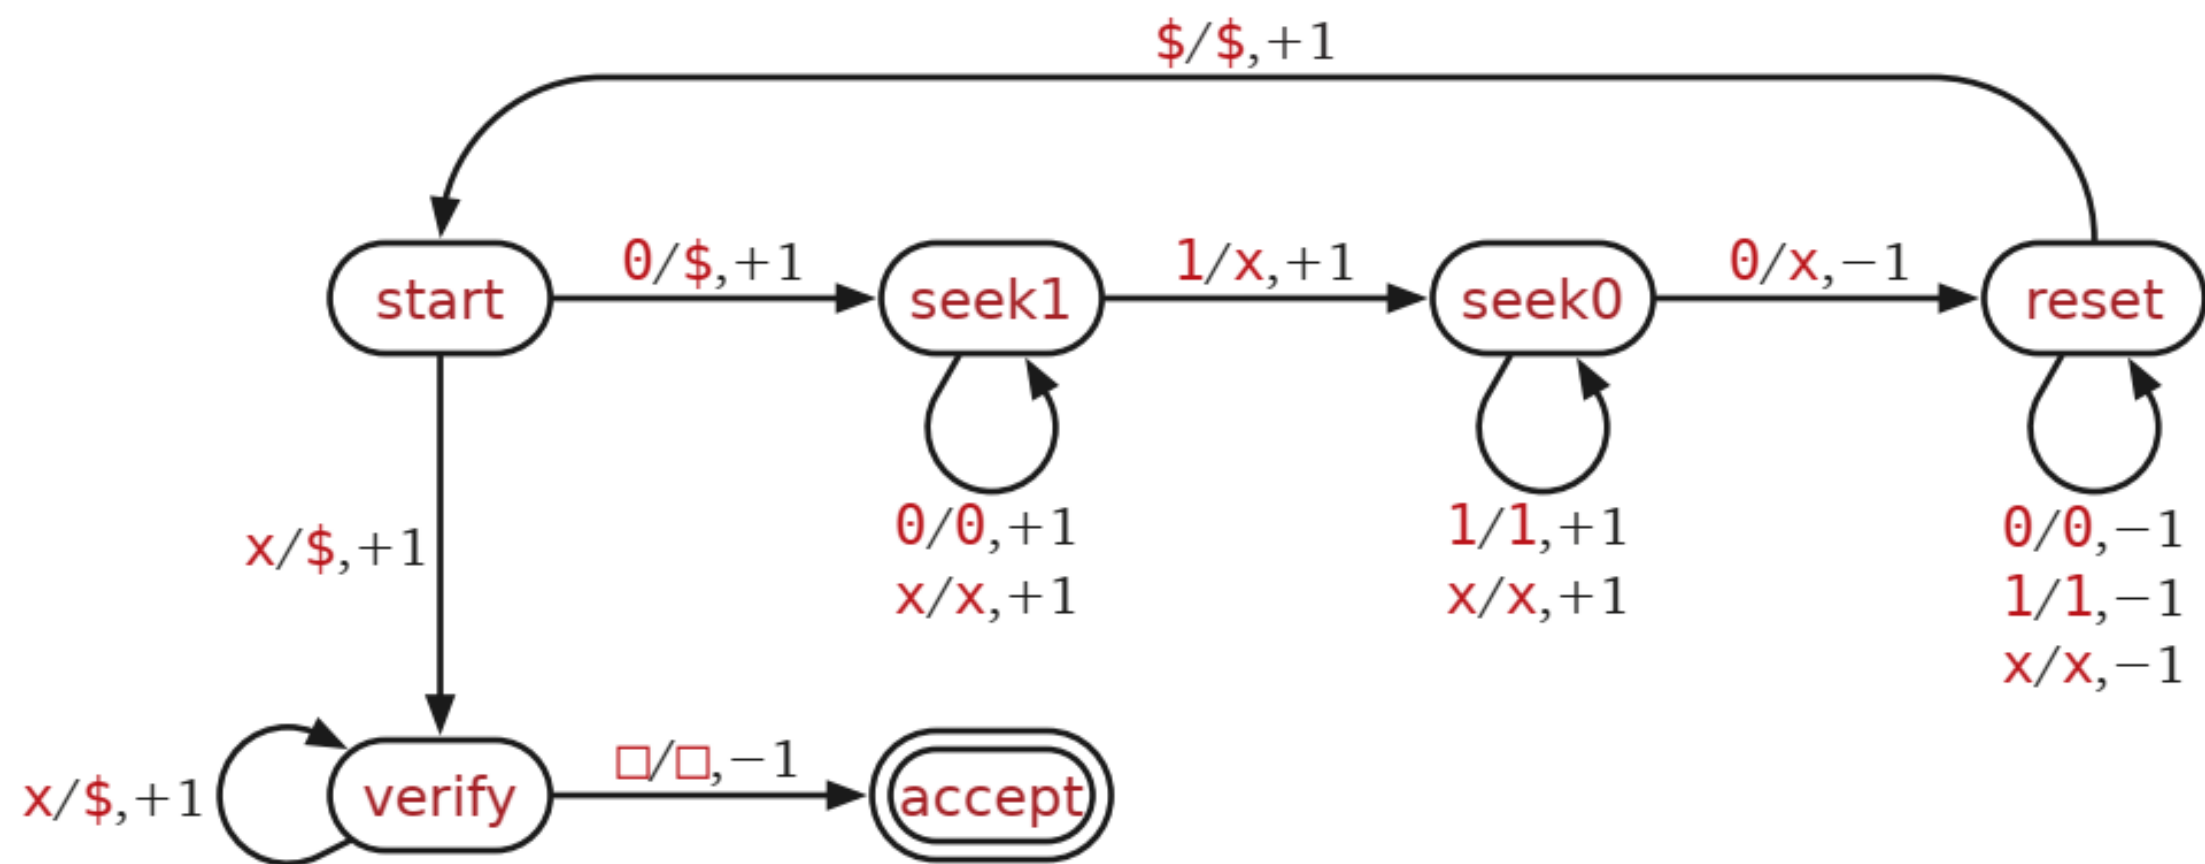 $/$,+1
start
0/$,+1
seek1
1/x,+1
seek0
0/x,−1
reset
x/$,+1
0/0,+1
x/x,+1
1/1,+1
x/x,+1
0/0,−1
1/1,−1
x/x,−1
x/$,+1
verify
□/□,−1
accept